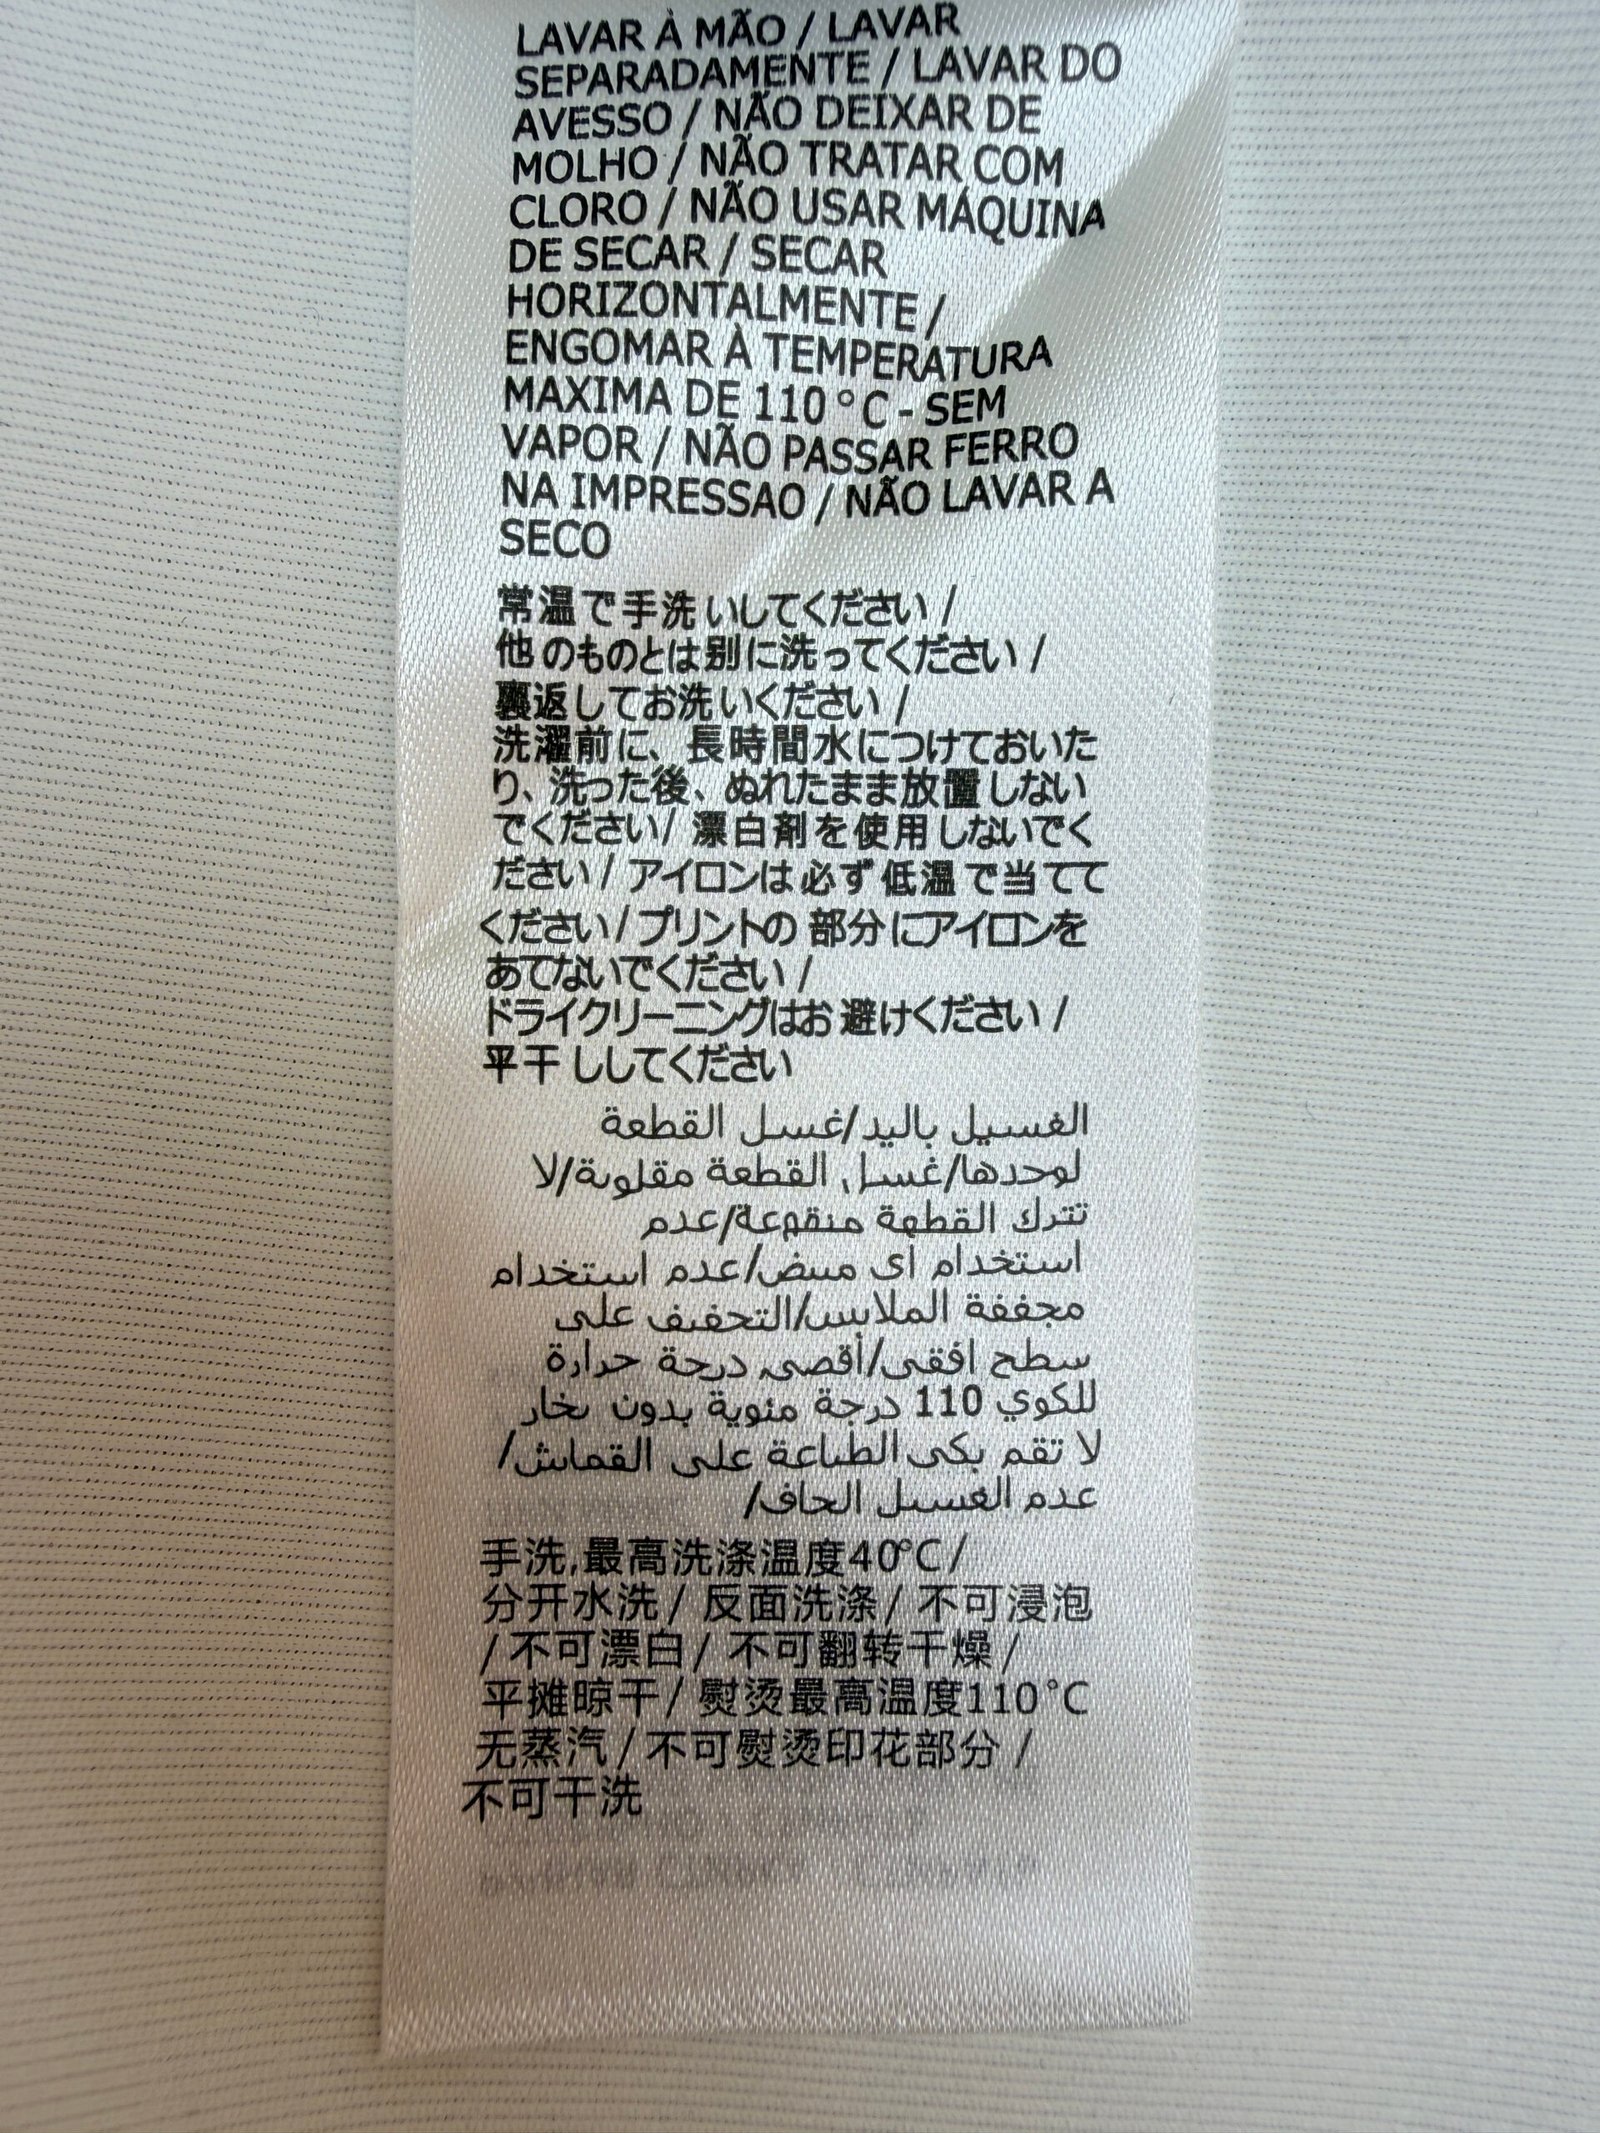 LAVAR À MÃO / LAVAR
SEPARADAMENTE / LAVAR DO
AVESSO / NÃO DEIXAR DE
MOLHO / NÃO TRATAR COM
CLORO / NÃO USAR MÁQUINA
DE SECAR / SECAR
HORIZONTALMENTE /
ENGOMAR À TEMPERATURA
MAXIMA DE 110°C - SEM
VAPOR / NÃO PASSAR FERRO
NA IMPRESSAO / NÃO LAVAR A
SECO
常温で手洗いしてください /
他のものとは別に洗ってください /
裏返してお洗いください /
洗濯前に、長時間水につけておいた
り、洗った後、ぬれたまま放置しない
でください/ 漂白剤を使用しないでく
ださい/ アイロンは必ず低温で当てて
ください/プリントの部分にアイロンを
あてないでください /
ドライクリーニングはお避けください /
平干ししてください
الغسيل باليد/غسل القطعة
لوحدها/غسل القطعة مقلوبة/لا
تترك القطعة منقوعة/عدم
استخدام اى مبيض/عدم استخدام
مجففة الملابس/التجفيف على
سطح افقى/أقصى درجة حرارة
للكوي 110 درجة مئوية بدون بخار
لا تقم بكى الطباعة على القماش/
عدم الغسيل الجاف/
手洗,最高洗涤温度40°C/
分开水洗/ 反面洗涤/ 不可浸泡
/ 不可漂白/ 不可翻转干燥 /
平摊晾干/ 熨烫最高温度110°C
无蒸汽/ 不可熨烫印花部分 /
不可干洗